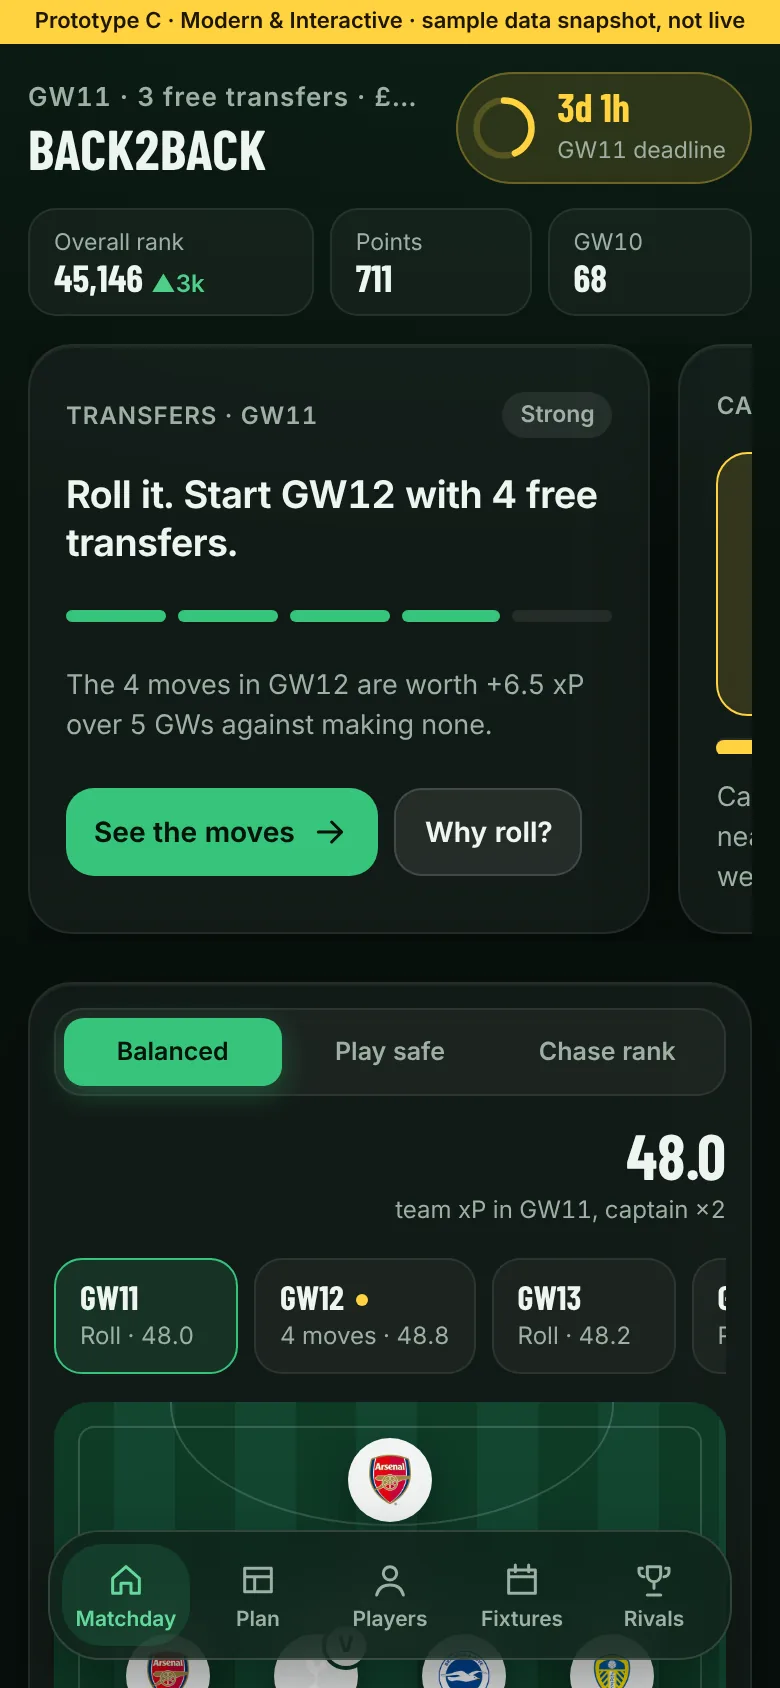 Prototype C · Modern & Interactive · sample data snapshot, not live
GW11 · 3 free transfers · £...
BACK2BACK
3d 1h
GW11 deadline
Overall rank
45,146 ▲3k
Points
711
GW10
68
TRANSFERS · GW11
Strong
Roll it. Start GW12 with 4 free
transfers.
The 4 moves in GW12 are worth +6.5 xP
over 5 GWs against making none.
See the moves →
Why roll?
CA
Ca
nea
we
Balanced
Play safe
Chase rank
48.0
team xP in GW11, captain ×2
GW11
Roll · 48.0
GW12
4 moves · 48.8
GW13
Roll · 48.2
Arsenal
Matchday
Plan
Players
Fixtures
Rivals
V
Arsenal